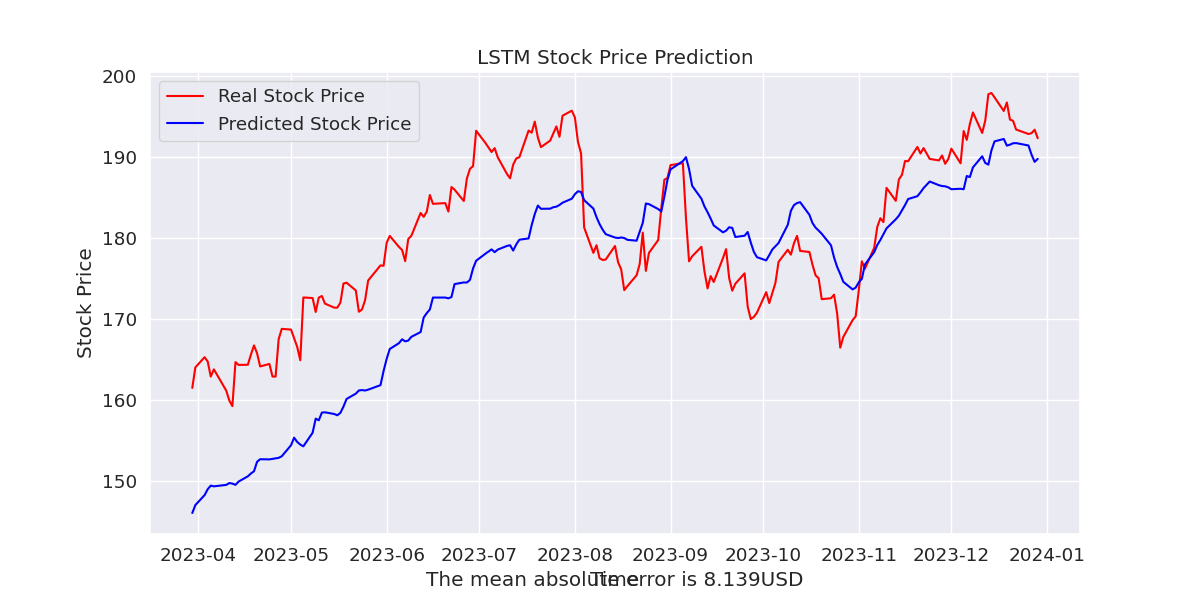 LSTM Stock Price Prediction
Real Stock Price
Predicted Stock Price
Stock Price
200
190
180
170
160
150
2023-04 2023-05 2023-06 2023-07 2023-08 2023-09 2023-10 2023-11 2023-12 2024-01
Time
The mean absolute error is 8.139USD